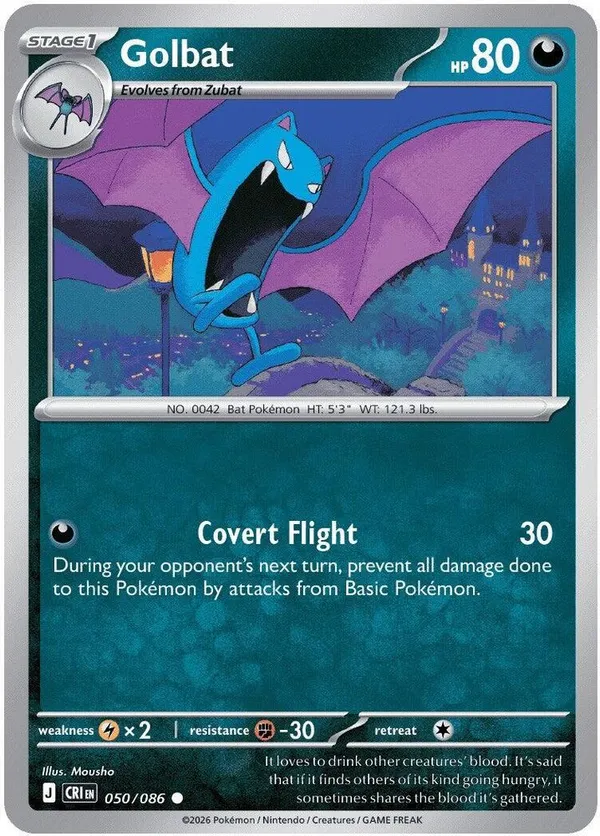 STAGE1
Golbat
HP 80
Evolves from Zubat
NO. 0042 Bat Pokémon HT: 5'3" WT: 121.3 lbs.
Covert Flight 30
During your opponent's next turn, prevent all damage done
to this Pokémon by attacks from Basic Pokémon.
weakness ×2 resistance -30 retreat
Illus. Mousho
It loves to drink other creatures' blood. It's said
that if it finds others of its kind going hungry, it
sometimes shares the blood it's gathered.
J CRI EN 050/086
©2026 Pokémon / Nintendo / Creatures / GAME FREAK